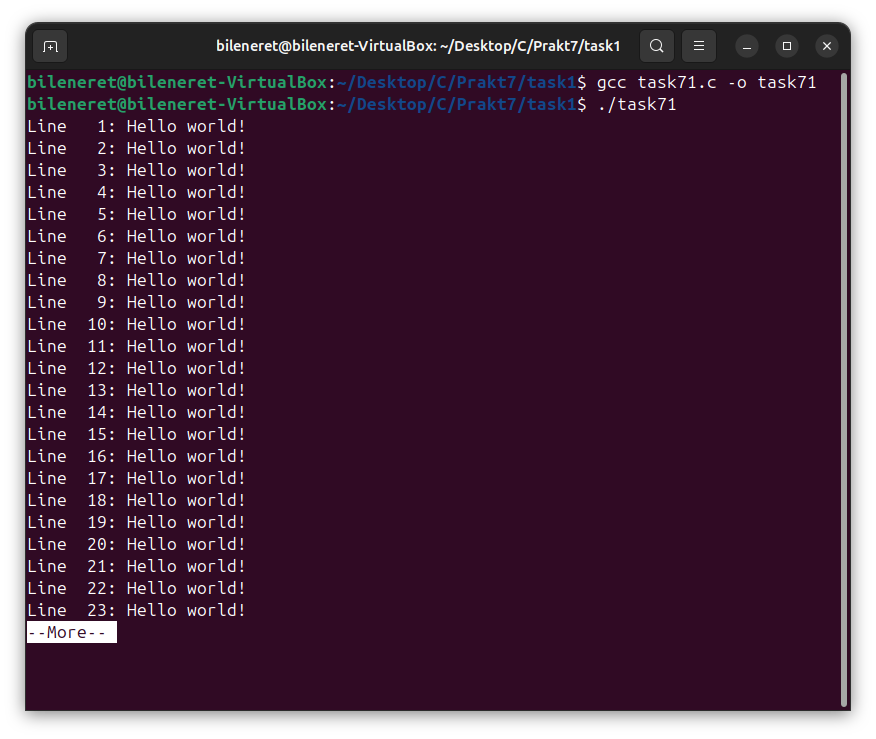 bileneret@bileneret-VirtualBox: ~/Desktop/C/Prakt7/task1
bileneret@bileneret-VirtualBox:~/Desktop/C/Prakt7/task1$ gcc task71.c -o task71
bileneret@bileneret-VirtualBox:~/Desktop/C/Prakt7/task1$ ./task71
Line   1: Hello world!
Line   2: Hello world!
Line   3: Hello world!
Line   4: Hello world!
Line   5: Hello world!
Line   6: Hello world!
Line   7: Hello world!
Line   8: Hello world!
Line   9: Hello world!
Line  10: Hello world!
Line  11: Hello world!
Line  12: Hello world!
Line  13: Hello world!
Line  14: Hello world!
Line  15: Hello world!
Line  16: Hello world!
Line  17: Hello world!
Line  18: Hello world!
Line  19: Hello world!
Line  20: Hello world!
Line  21: Hello world!
Line  22: Hello world!
Line  23: Hello world!
--More--